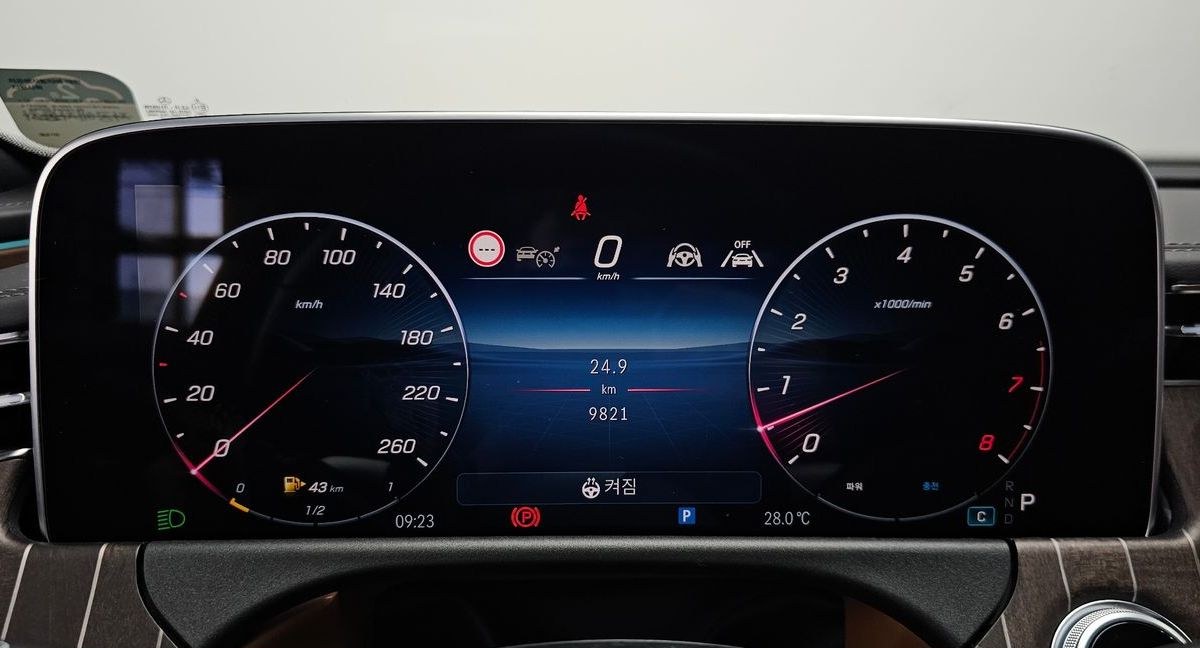 0
km/h
OFF
80 100
60 140
40 180
20 220
0 260
km/h
0 43 km 1
1/2
09:23
24.9
km
9821
켜짐
P
P
28.0 °C
4
3 5
2 6
1 7
0 8
x1000/min
파워 충전
C
R
N
D
P